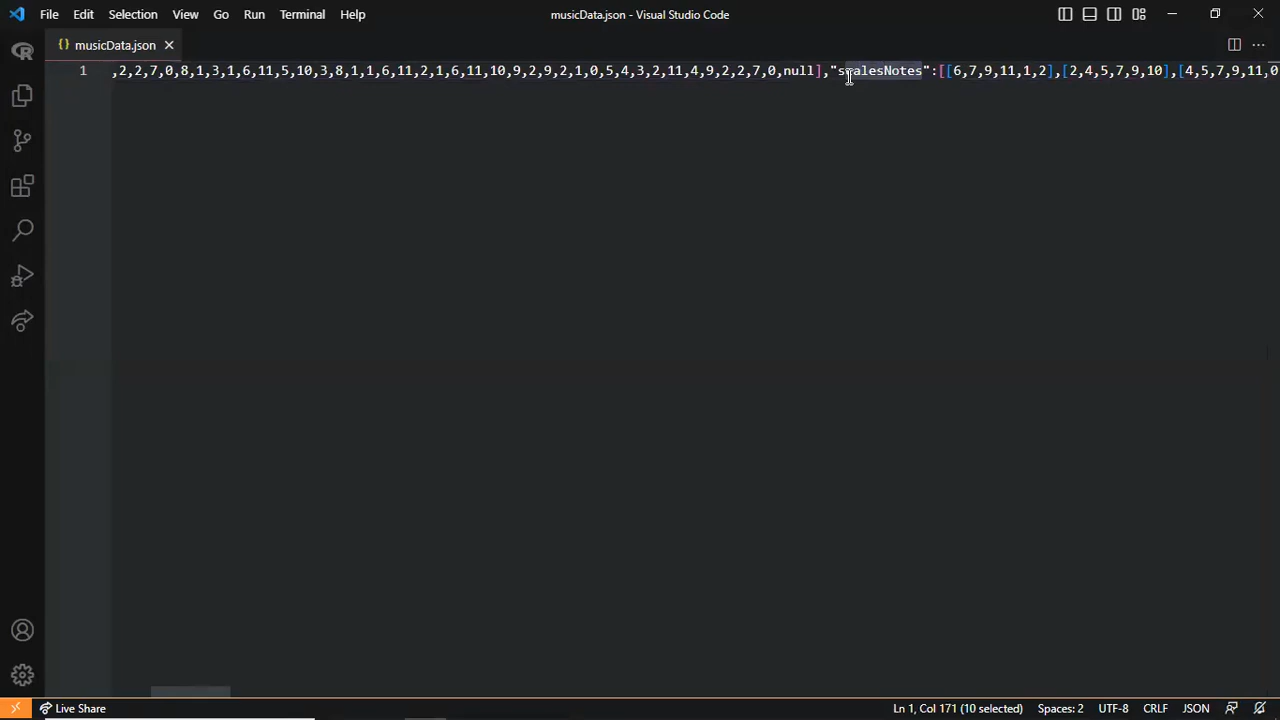 File Edit Selection View Go Run Terminal Help musicData.json - Visual Studio Code
{} musicData.json
1 ,2,2,7,0,8,1,3,1,6,11,5,10,3,8,1,1,6,11,2,1,6,11,10,9,2,9,2,1,0,5,4,3,2,11,4,9,2,2,7,0,null],"scalesNotes":[[6,7,9,11,1,2],[2,4,5,7,9,10],[4,5,7,9,11,0
Live Share Ln 1, Col 171 (10 selected) Spaces: 2 UTF-8 CRLF JSON